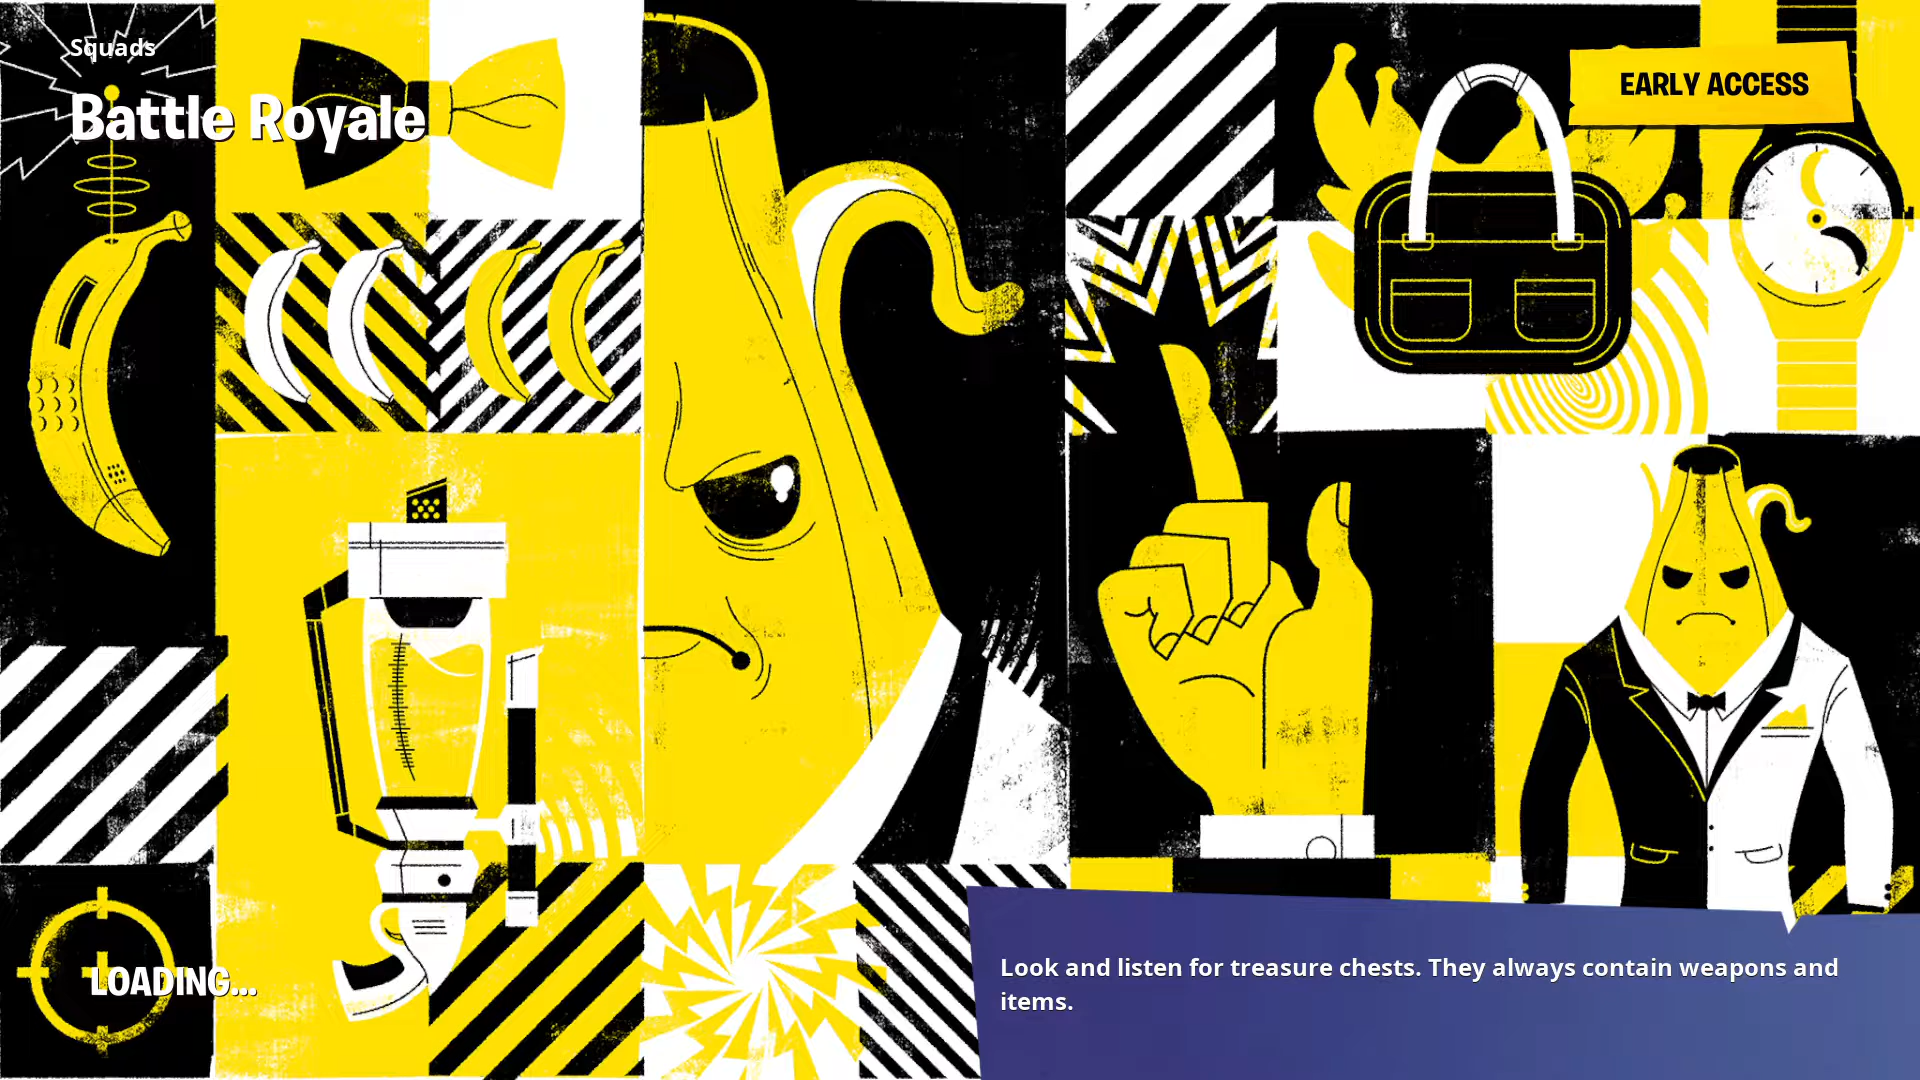 Squads
Battle Royale
EARLY ACCESS
LOADING...
Look and listen for treasure chests. They always contain weapons and
items.